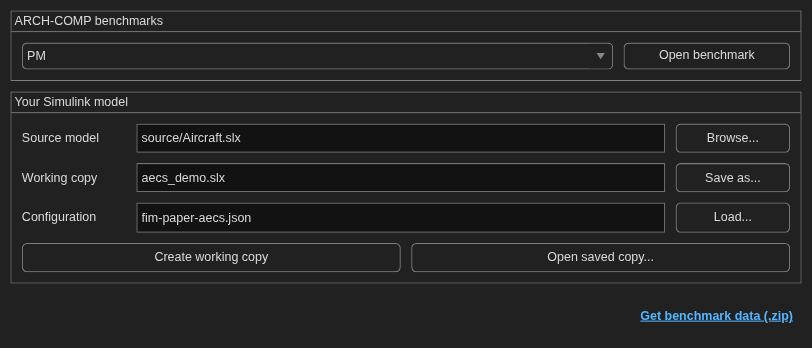 ARCH-COMP benchmarks
PM
Open benchmark
Your Simulink model
Source model
source/Aircraft.slx
Browse...
Working copy
aecs_demo.slx
Save as...
Configuration
fim-paper-aecs.json
Load...
Create working copy
Open saved copy...
Get benchmark data (.zip)